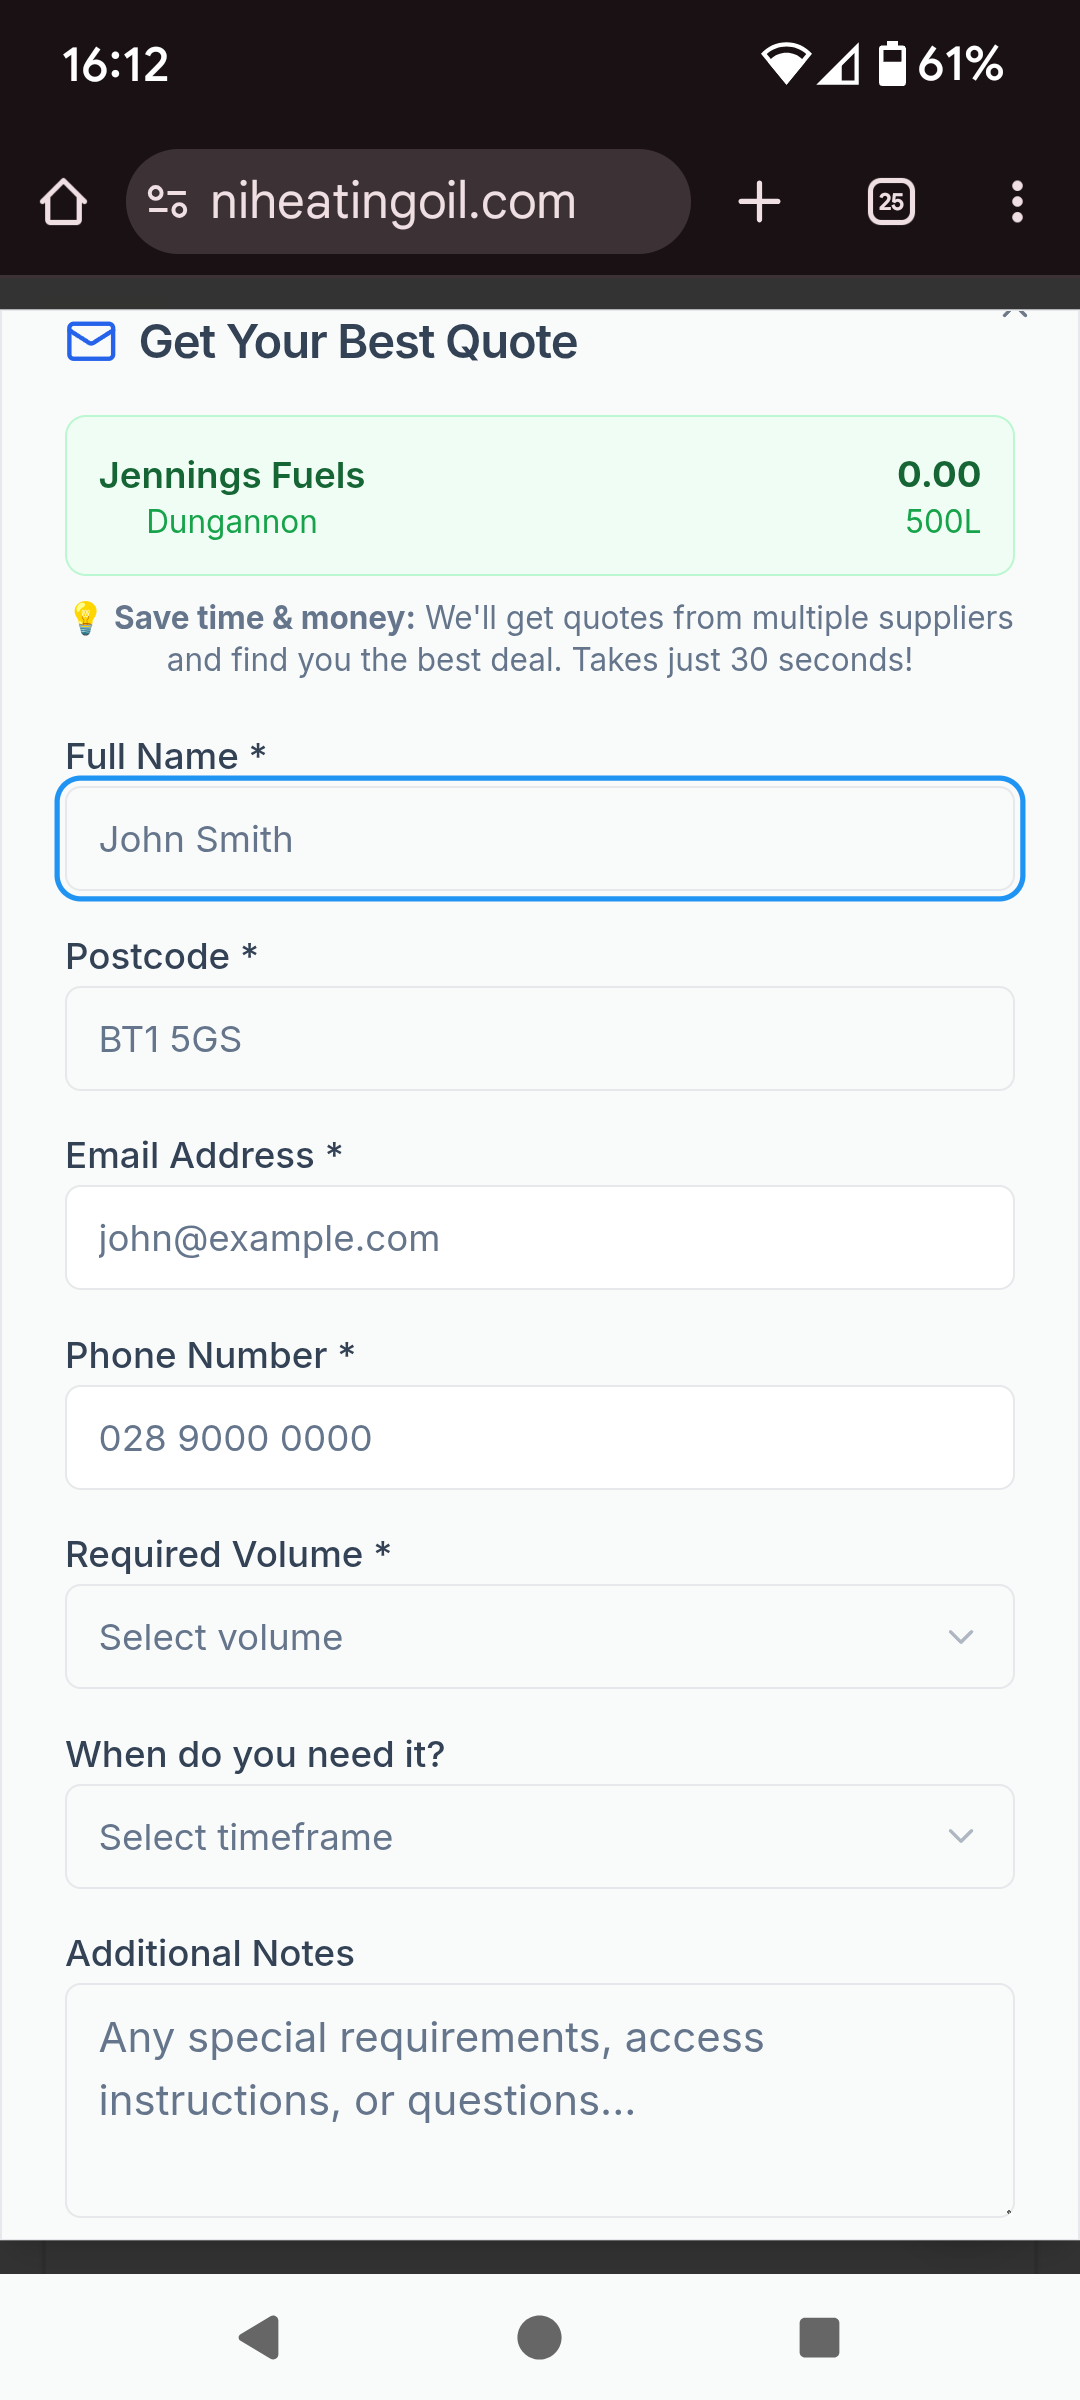 16:12
61%
niheatingoil.com
25
Get Your Best Quote
Jennings Fuels
0.00
Dungannon
500L
💡 Save time & money: We'll get quotes from multiple suppliers
and find you the best deal. Takes just 30 seconds!
Full Name *
John Smith
Postcode *
BT1 5GS
Email Address *
john@example.com
Phone Number *
028 9000 0000
Required Volume *
Select volume
When do you need it?
Select timeframe
Additional Notes
Any special requirements, access
instructions, or questions...